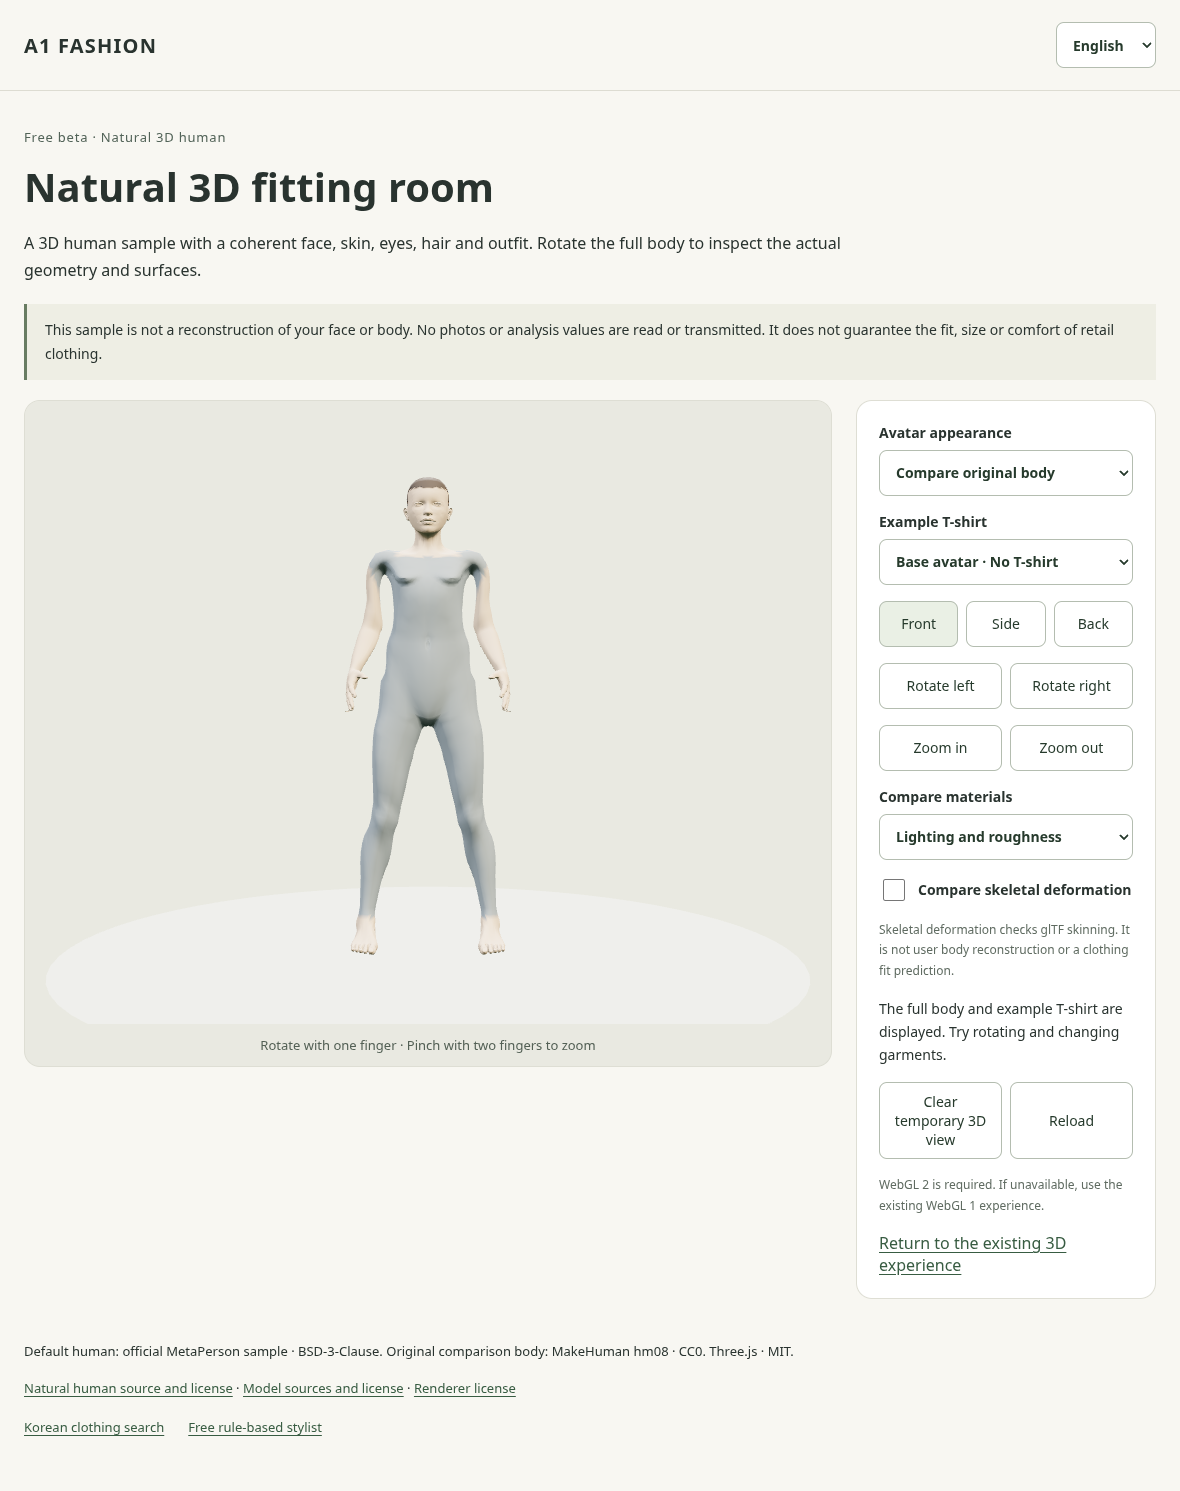 A1 FASHION
English
Free beta · Natural 3D human
Natural 3D fitting room
A 3D human sample with a coherent face, skin, eyes, hair and outfit. Rotate the full body to inspect the actual
geometry and surfaces.
This sample is not a reconstruction of your face or body. No photos or analysis values are read or transmitted. It does not guarantee the fit, size or comfort of retail
clothing.
Rotate with one finger · Pinch with two fingers to zoom
Avatar appearance
Compare original body
Example T-shirt
Base avatar · No T-shirt
Front
Side
Back
Rotate left
Rotate right
Zoom in
Zoom out
Compare materials
Lighting and roughness
Compare skeletal deformation
Skeletal deformation checks glTF skinning. It
is not user body reconstruction or a clothing
fit prediction.
The full body and example T-shirt are
displayed. Try rotating and changing
garments.
Clear
temporary 3D
view
Reload
WebGL 2 is required. If unavailable, use the
existing WebGL 1 experience.
Return to the existing 3D
experience
Default human: official MetaPerson sample · BSD-3-Clause. Original comparison body: MakeHuman hm08 · CC0. Three.js · MIT.
Natural human source and license · Model sources and license · Renderer license
Korean clothing search
Free rule-based stylist